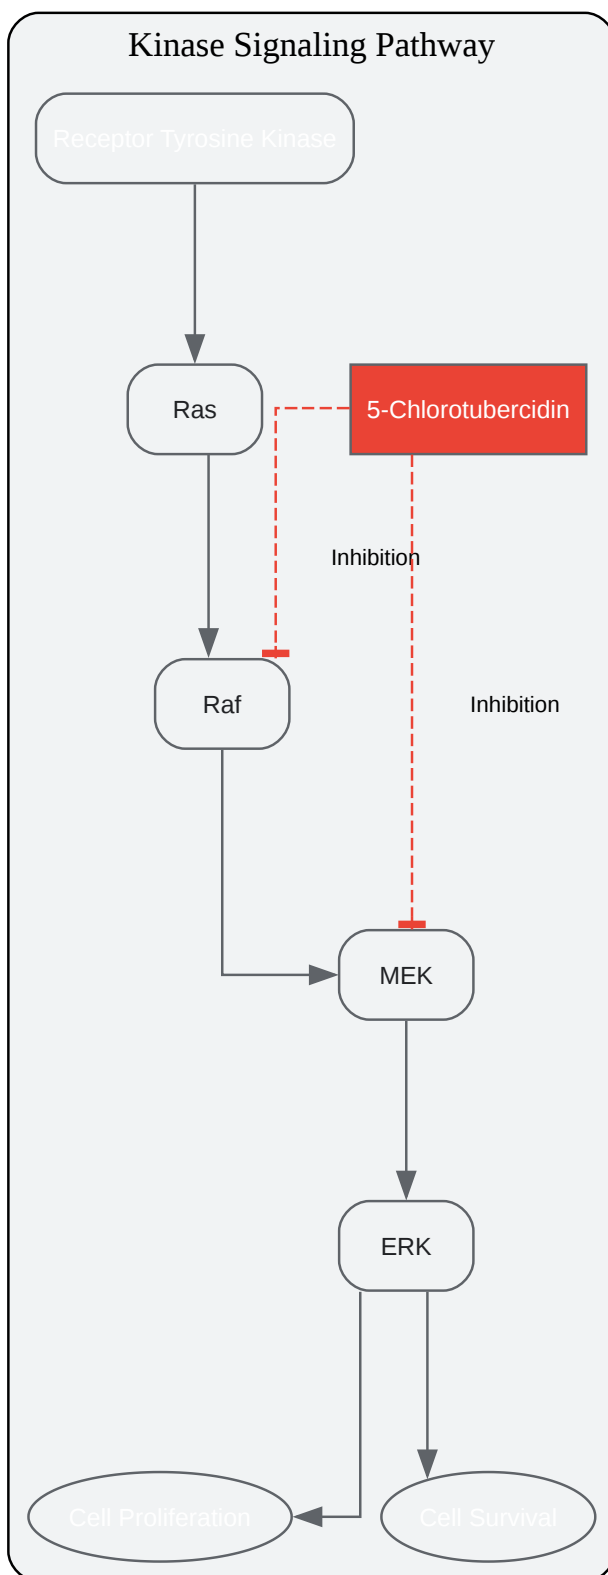 Kinase Signaling Pathway
Receptor Tyrosine Kinase
Ras
5-Chlorotubercidin
Inhibition
Raf
Inhibition
MEK
ERK
Cell Proliferation
Cell Survival